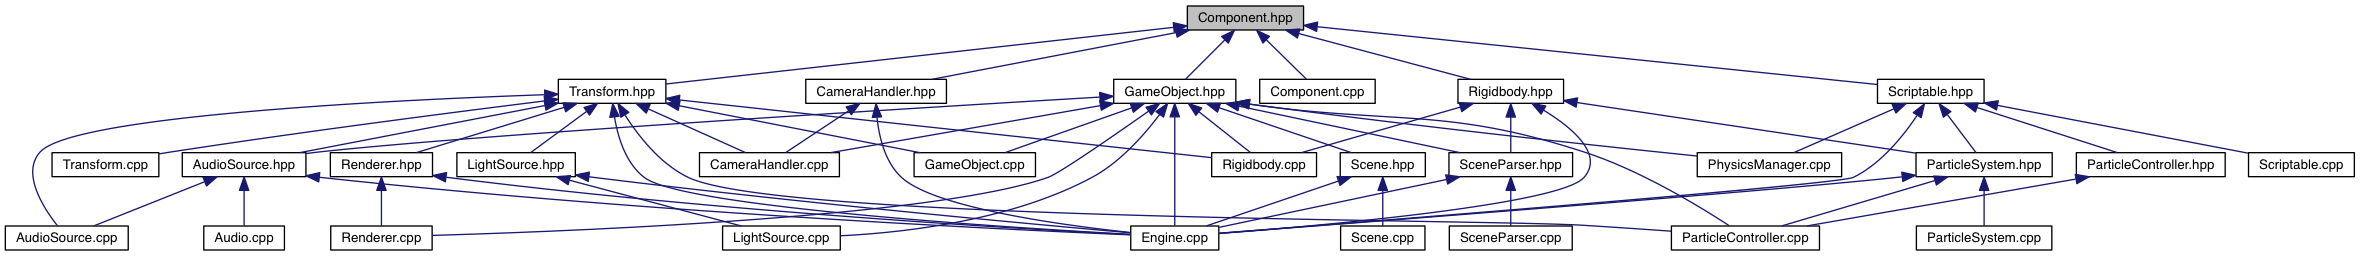 Component.hpp
Transform.hpp
CameraHandler.hpp
GameObject.hpp
Component.cpp
Rigidbody.hpp
Scriptable.hpp
Transform.cpp
AudioSource.hpp
Renderer.hpp
LightSource.hpp
CameraHandler.cpp
GameObject.cpp
Rigidbody.cpp
Scene.hpp
SceneParser.hpp
PhysicsManager.cpp
ParticleSystem.hpp
ParticleController.hpp
Scriptable.cpp
AudioSource.cpp
Audio.cpp
Renderer.cpp
LightSource.cpp
Engine.cpp
Scene.cpp
SceneParser.cpp
ParticleController.cpp
ParticleSystem.cpp